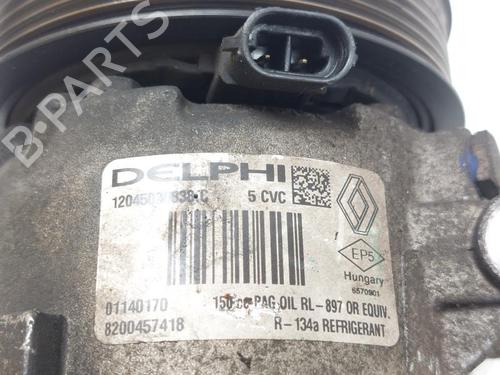 B-PARTS
DELPHI
5 CVC
EP5
Hungary
6570901
01140170 150 cc PAG OIL RL-897 OR EQUIV.
8200457418 R-134a REFRIGERANT